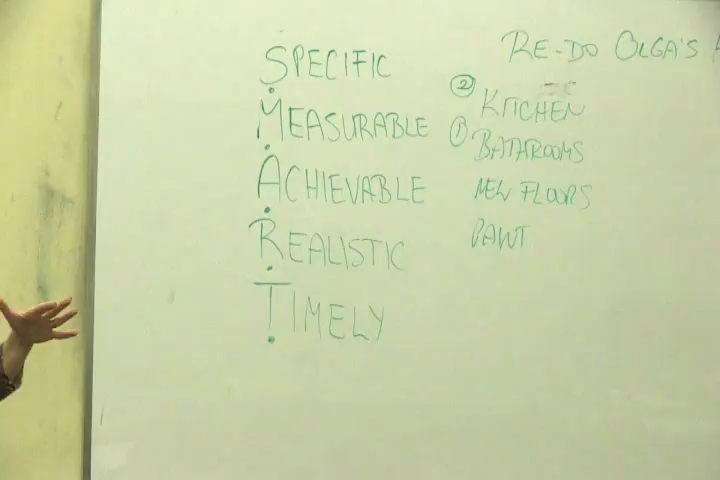 SPECIFIC
MEASURABLE
ACHIEVABLE
REALISTIC
TIMELY
RE-DO OLGA'S
② KITCHEN
① BATHROOMS
NEW FLOORS
PAINT